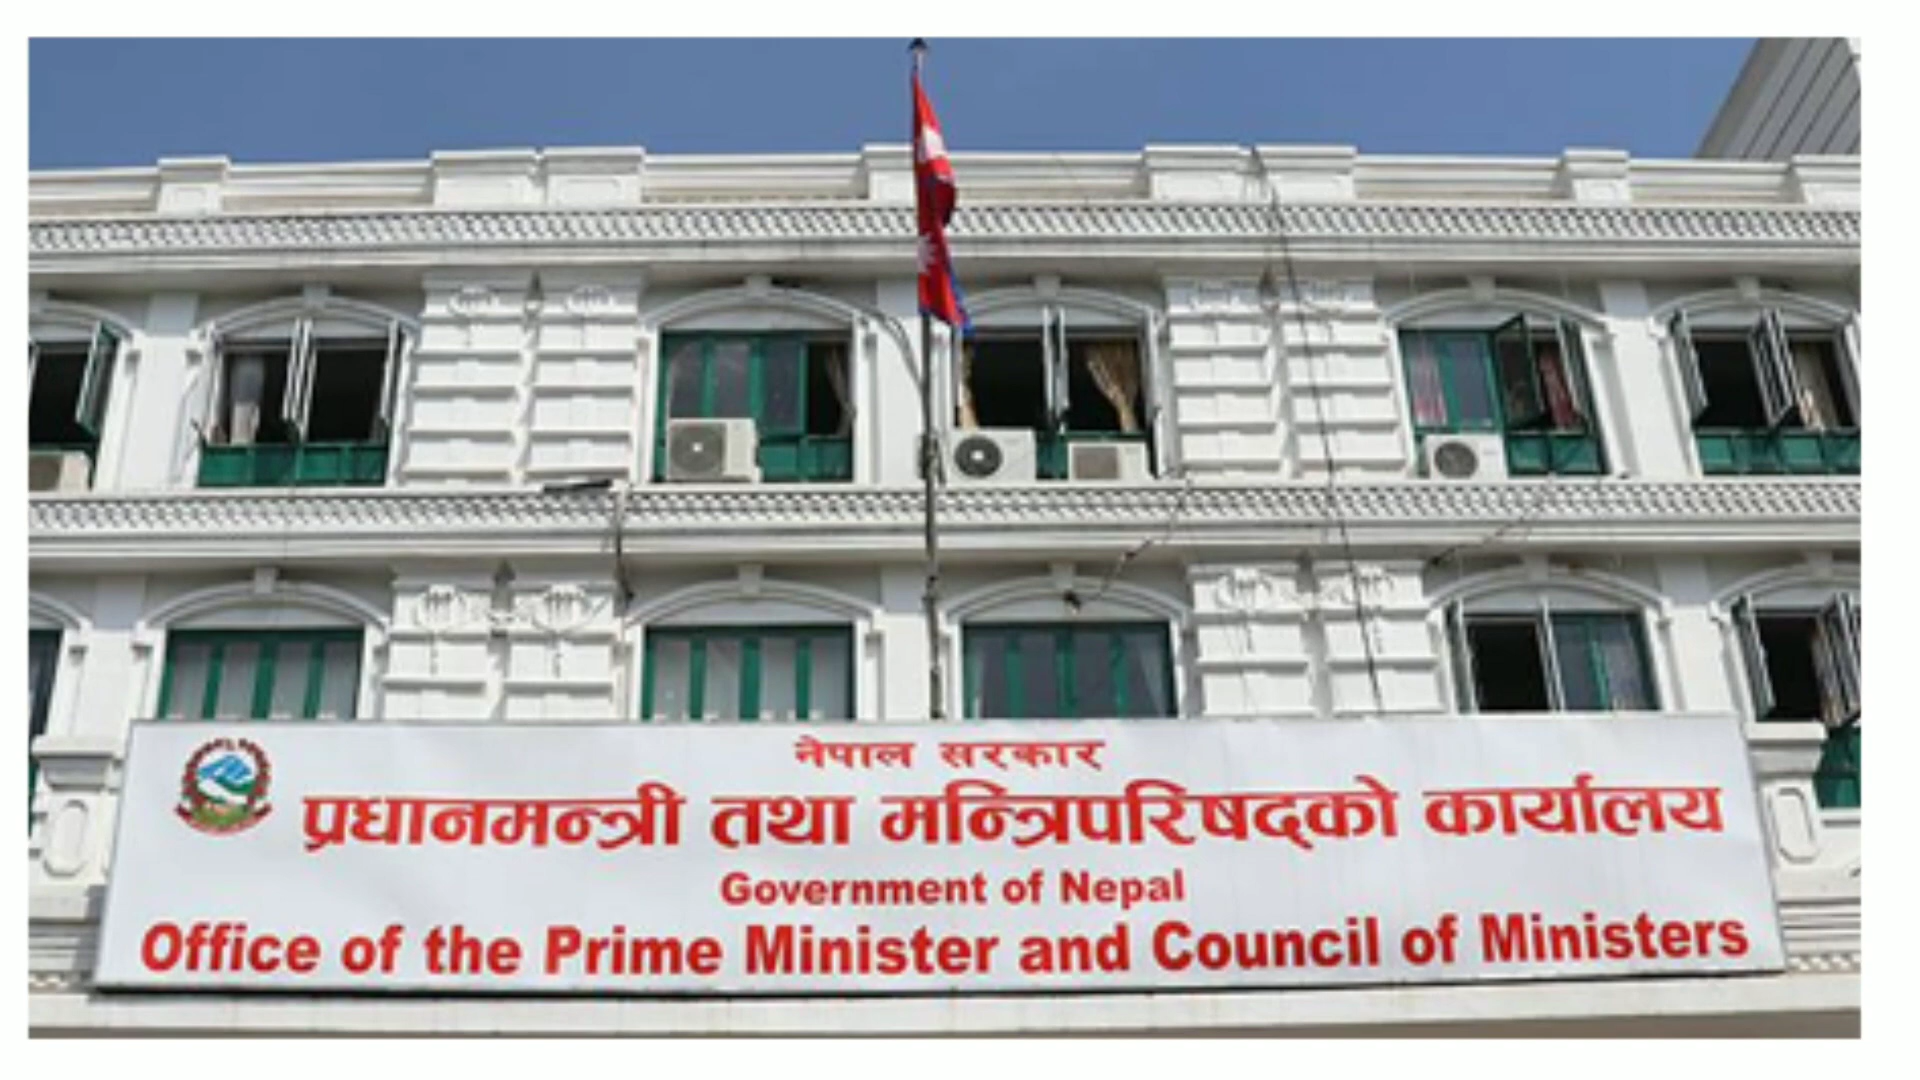 नेपाल सरकार
प्रधानमन्त्री तथा मन्त्रिपरिषद्को कार्यालय
Government of Nepal
Office of the Prime Minister and Council of Ministers